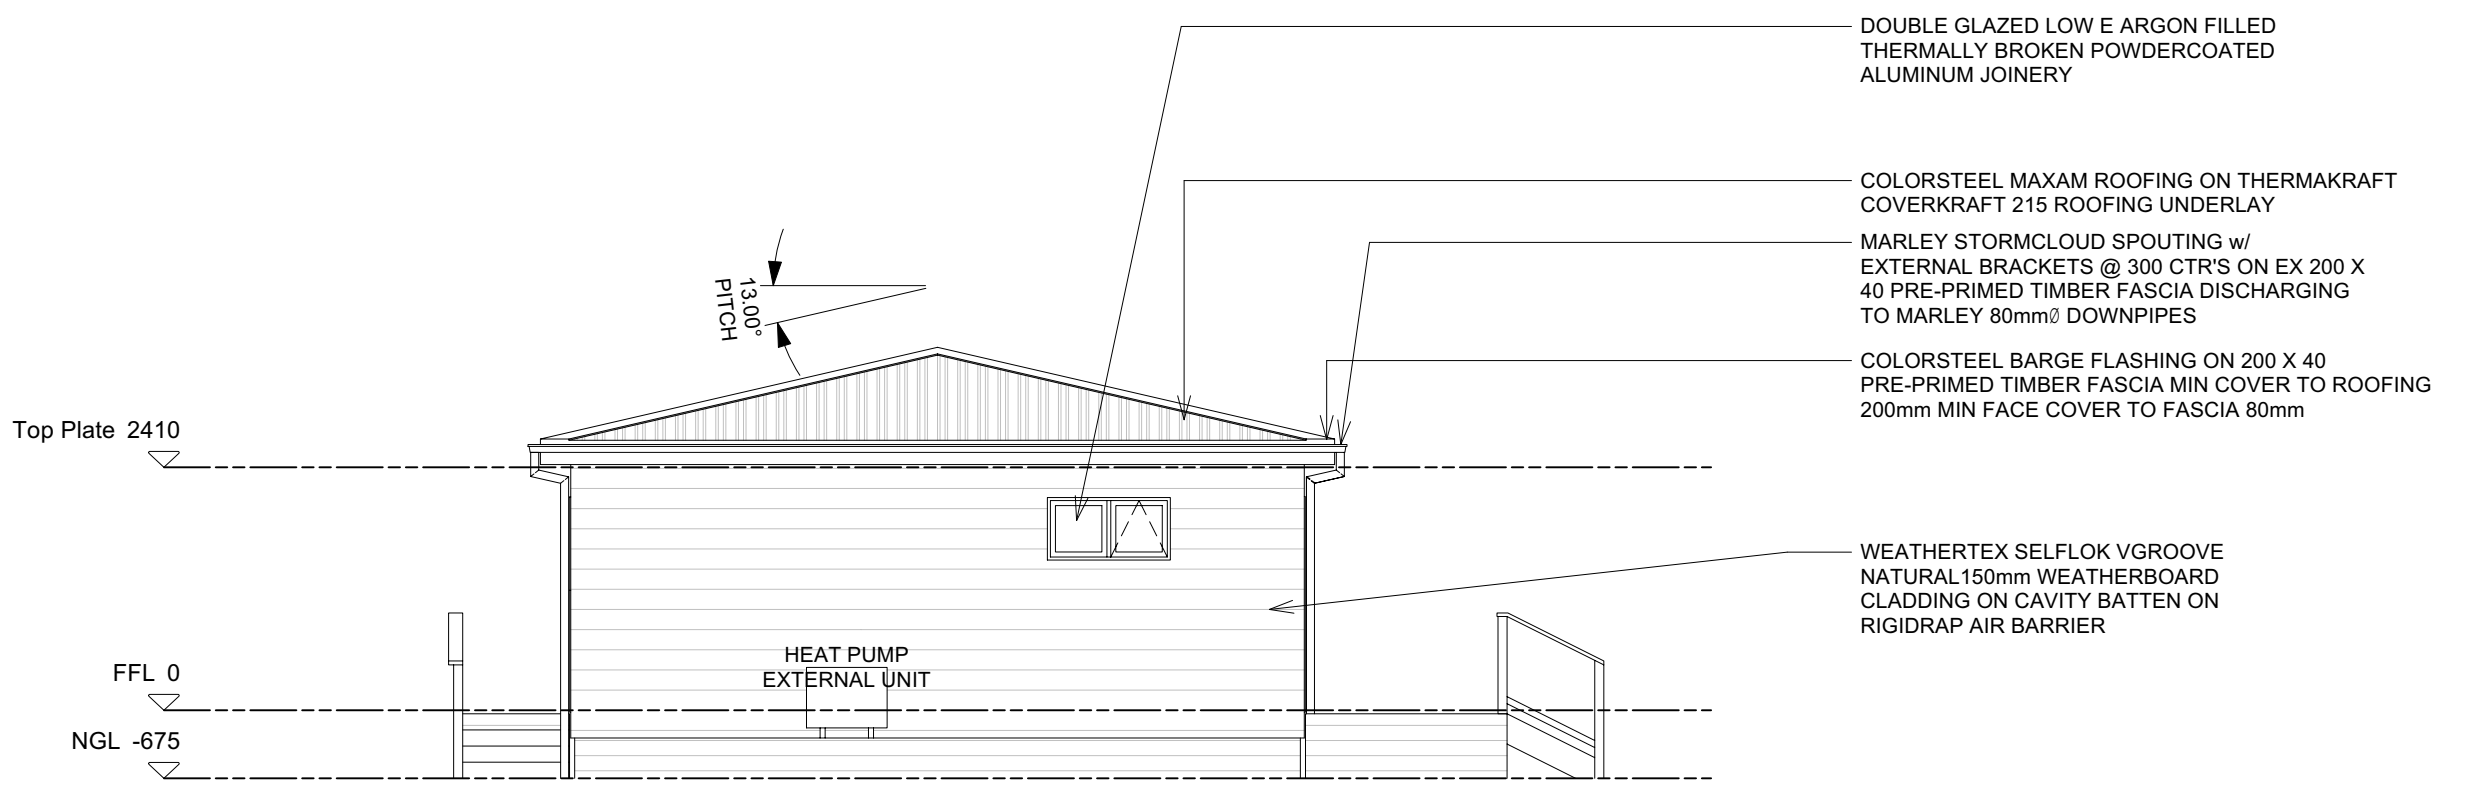 DOUBLE GLAZED LOW E ARGON FILLED
THERMALLY BROKEN POWDERCOATED
ALUMINUM JOINERY
COLORSTEEL MAXAM ROOFING ON THERMAKRAFT
COVERKRAFT 215 ROOFING UNDERLAY
MARLEY STORMCLOUD SPOUTING w/
EXTERNAL BRACKETS @ 300 CTR'S ON EX 200 X
40 PRE-PRIMED TIMBER FASCIA DISCHARGING
TO MARLEY 80mmØ DOWNPIPES
13.00°
PITCH
COLORSTEEL BARGE FLASHING ON 200 X 40
PRE-PRIMED TIMBER FASCIA MIN COVER TO ROOFING
200mm MIN FACE COVER TO FASCIA 80mm
Top Plate 2410
WEATHERTEX SELFLOK VGROOVE
NATURAL150mm WEATHERBOARD
CLADDING ON CAVITY BATTEN ON
RIGIDRAP AIR BARRIER
HEAT PUMP
EXTERNAL UNIT
FFL 0
NGL -675